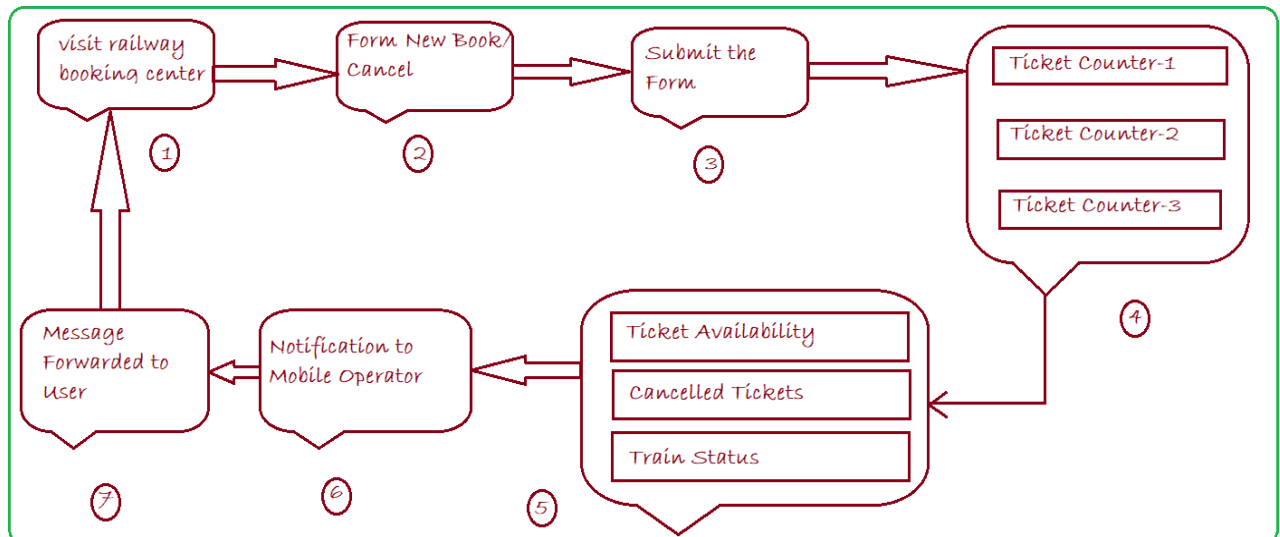 visit railway
booking center
Form New Book/
Cancel
Submit the
Form
Ticket Counter-1
Ticket Counter-2
Ticket Counter-3
1
2
3
4
Ticket Availability
Cancelled Tickets
Train Status
Notification to
Mobile Operator
Message
Forwarded to
User
5
6
7